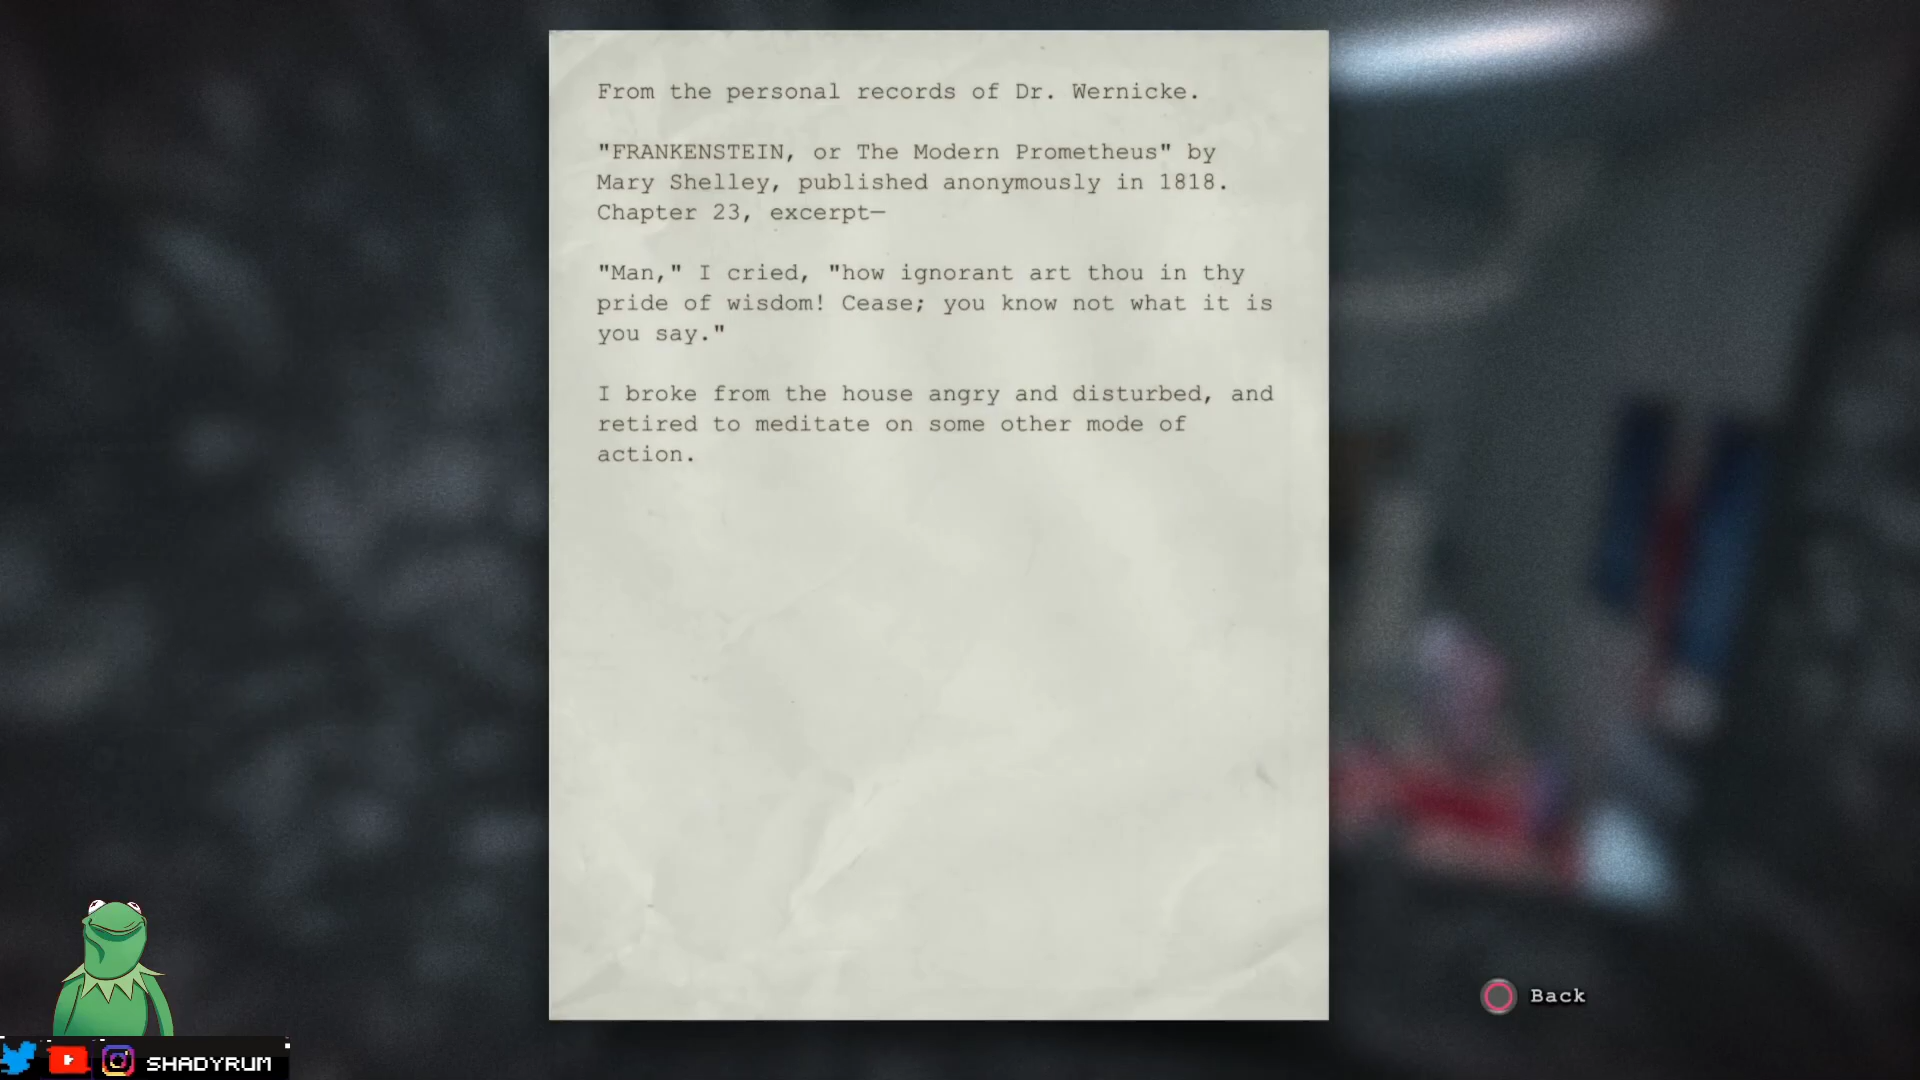 From the personal records of Dr. Wernicke.
"FRANKENSTEIN, or The Modern Prometheus" by
Mary Shelley, published anonymously in 1818.
Chapter 23, excerpt—
"Man," I cried, "how ignorant art thou in thy
pride of wisdom! Cease; you know not what it is
you say."
I broke from the house angry and disturbed, and
retired to meditate on some other mode of
action.
Back
SHADYRUM